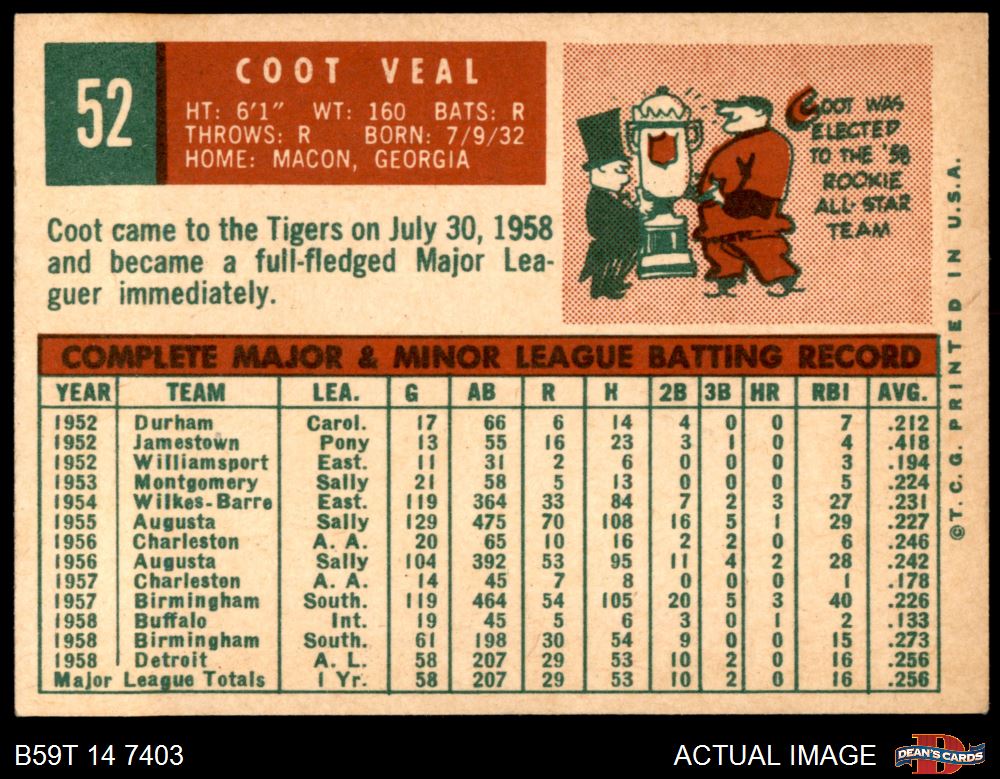 52
COOT VEAL
HT: 6'1" WT: 160 BATS: R
THROWS: R BORN: 7/9/32
HOME: MACON, GEORGIA
Coot came to the Tigers on July 30, 1958
and became a full-fledged Major Lea-
guer immediately.
COOT WAS
ELECTED
TO THE '58
ROOKIE
ALL-STAR
TEAM
COMPLETE MAJOR & MINOR LEAGUE BATTING RECORD
YEAR TEAM LEA. G AB R H 2B 3B HR RBI AVG.
1952 Durham Carol. 17 66 6 14 4 0 0 7 .212
1952 Jamestown Pony 13 55 16 23 3 1 0 4 .418
1952 Williamsport East. 11 31 2 6 0 0 0 3 .194
1953 Montgomery Sally 21 58 5 13 0 0 0 5 .224
1954 Wilkes-Barre East. 119 364 33 84 7 2 3 27 .231
1955 Augusta Sally 129 475 70 108 16 5 1 29 .227
1956 Charleston A. A. 20 65 10 16 2 2 0 6 .246
1956 Augusta Sally 104 392 53 95 11 4 2 28 .242
1957 Charleston A. A. 14 45 7 8 0 0 0 1 .178
1957 Birmingham South. 119 464 54 105 20 5 3 40 .226
1958 Buffalo Int. 19 45 5 6 3 0 1 2 .133
1958 Birmingham South. 61 198 30 54 9 0 0 15 .273
1958 Detroit A. L. 58 207 29 53 10 2 0 16 .256
Major League Totals 1 Yr. 58 207 29 53 10 2 0 16 .256
©T. C. G. PRINTED IN U.S.A.
B59T 14 7403
ACTUAL IMAGE
DEAN'S CARDS